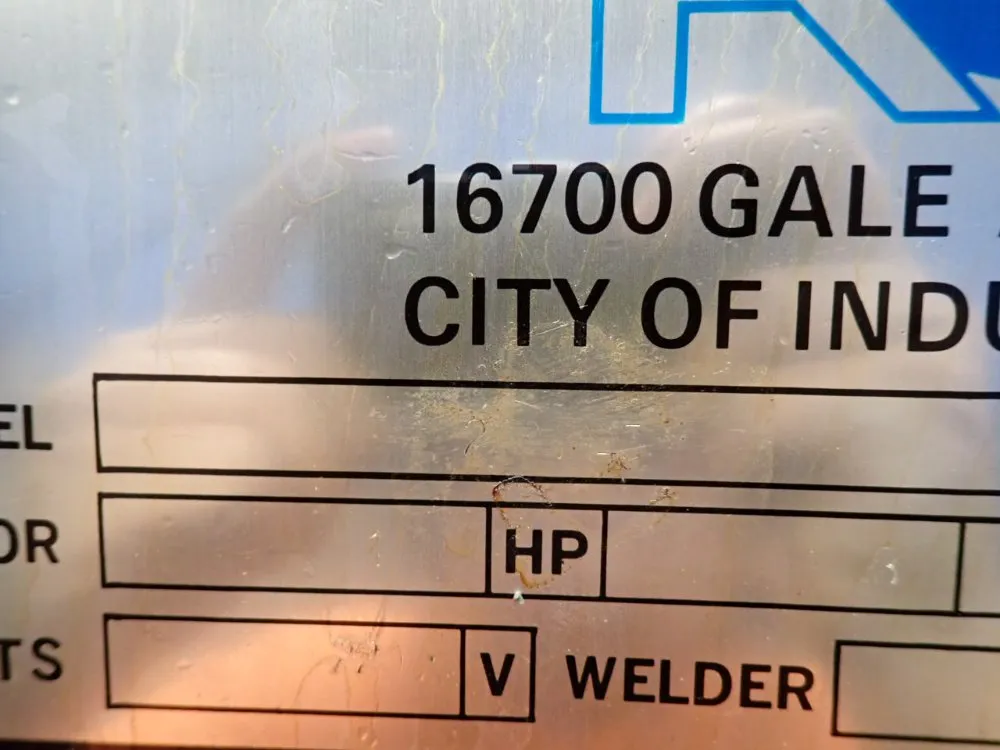 16700 GALE
CITY OF INDU
EL
OR HP
TS V WELDER